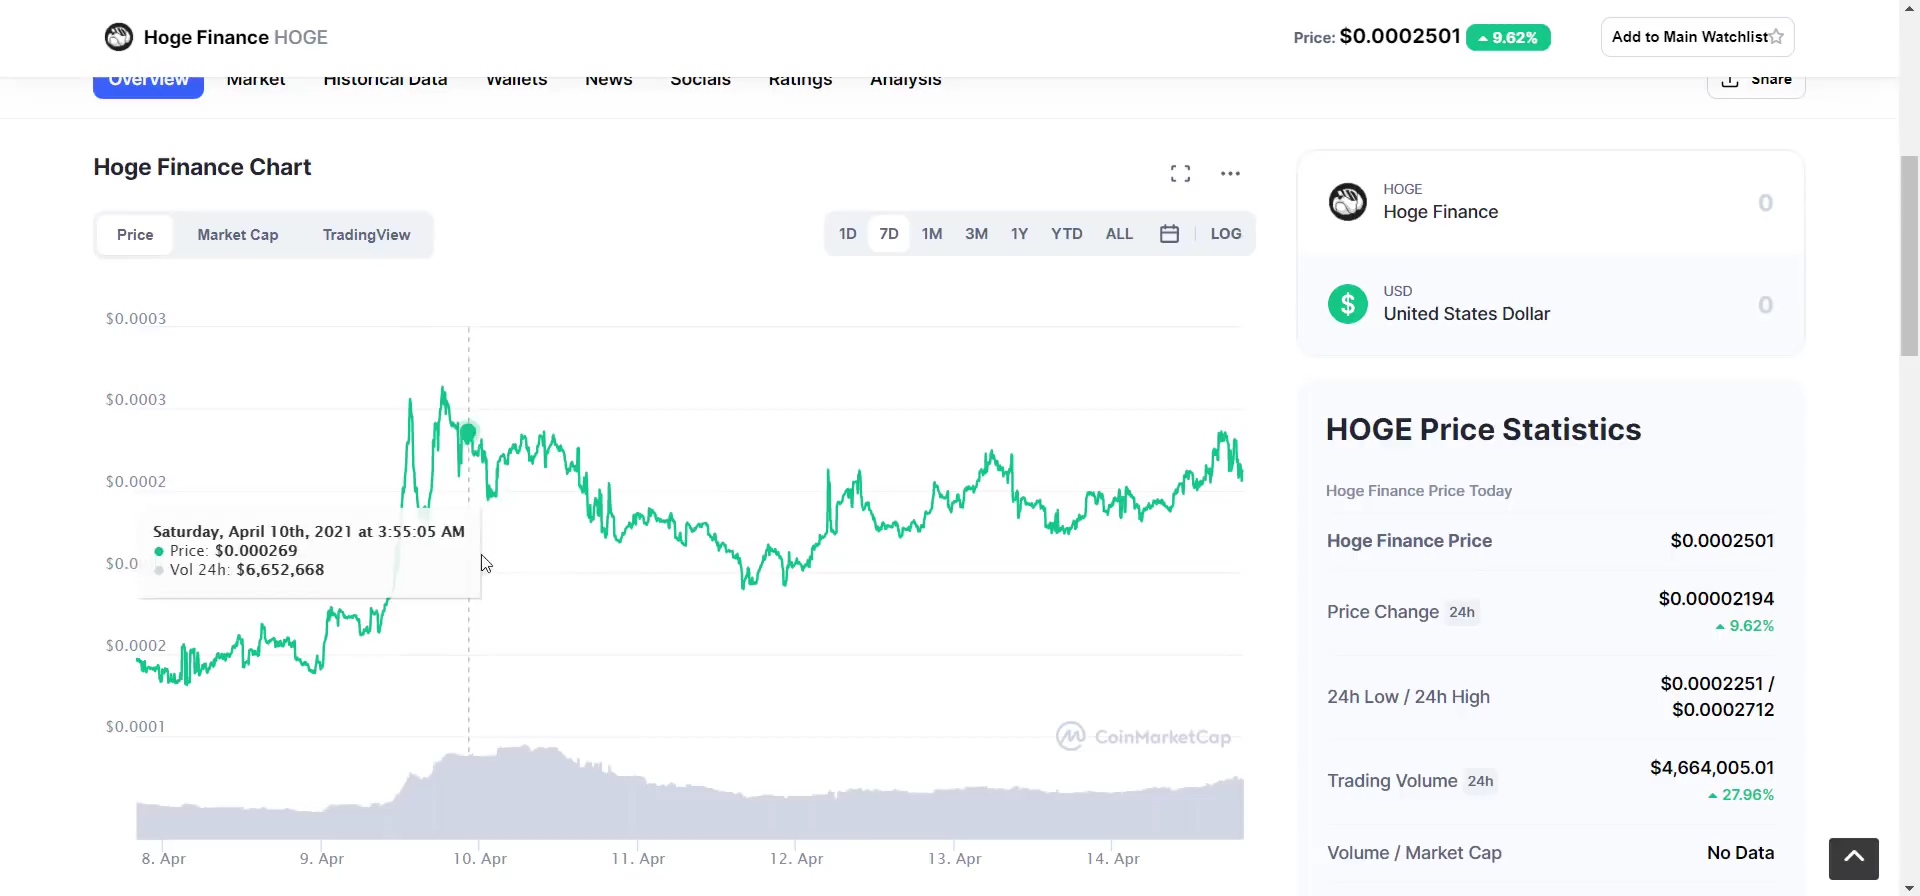 Hoge Finance HOGE
Price: $0.0002501 9.62%
Add to Main Watchlist
Overview Market Historical Data Wallets News Socials Ratings Analysis
Share
Hoge Finance Chart
Price Market Cap TradingView
1D 7D 1M 3M 1Y YTD ALL LOG
$0.0003
$0.0003
$0.0002
$0.0
$0.0002
$0.0001
Saturday, April 10th, 2021 at 3:55:05 AM
Price: $0.000269
Vol 24h: $6,652,668
CoinMarketCap
8. Apr 9. Apr 10. Apr 11. Apr 12. Apr 13. Apr 14. Apr
HOGE
Hoge Finance 0
USD
$ United States Dollar 0
HOGE Price Statistics
Hoge Finance Price Today
Hoge Finance Price $0.0002501
Price Change 24h $0.00002194
9.62%
24h Low / 24h High $0.0002251 /
$0.0002712
Trading Volume 24h $4,664,005.01
27.96%
Volume / Market Cap No Data